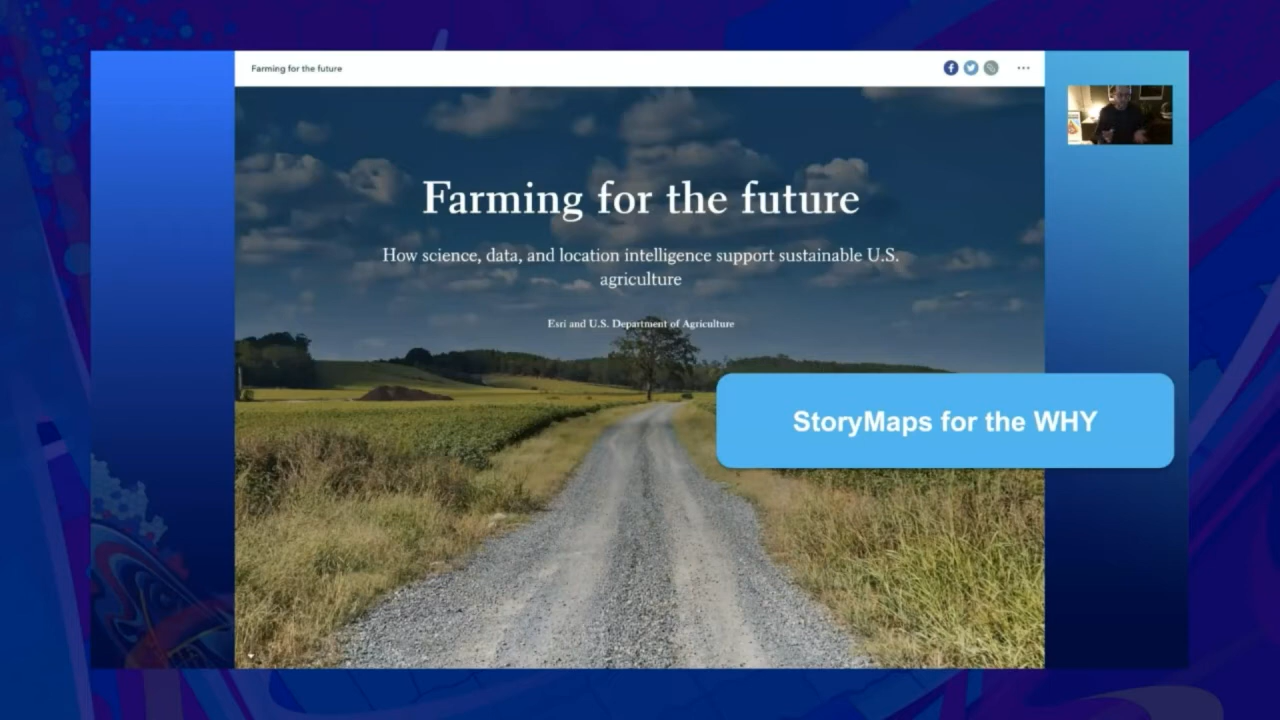 Farming for the future
Farming for the future
How science, data, and location intelligence support sustainable U.S.
agriculture
Esri and U.S. Department of Agriculture
StoryMaps for the WHY